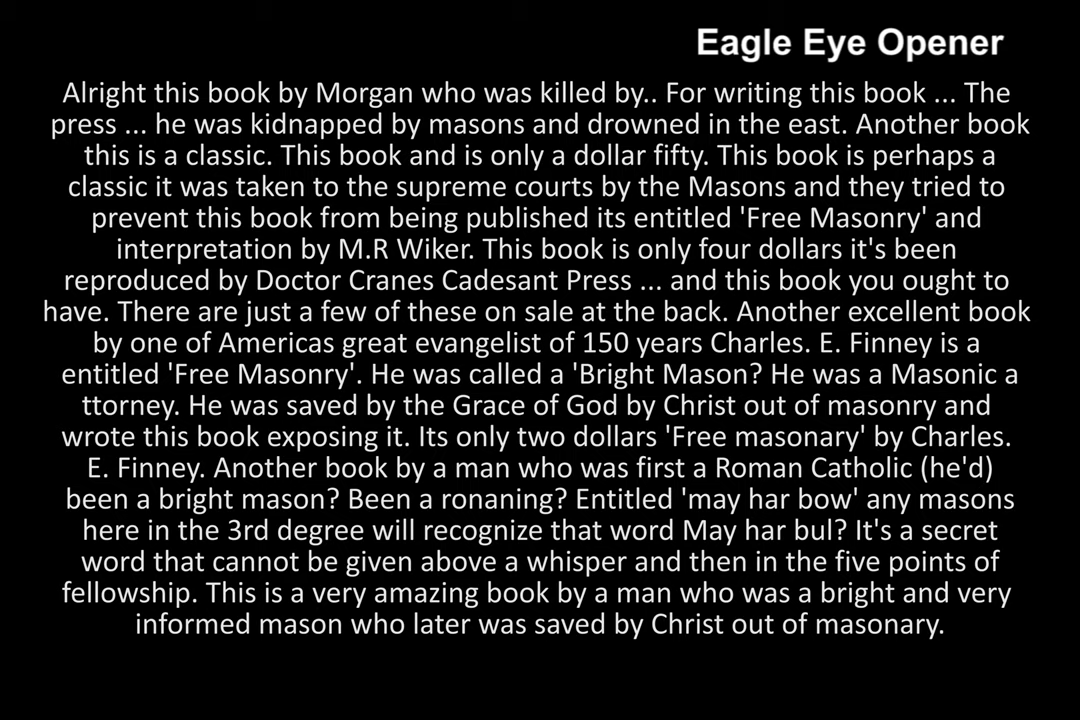 Eagle Eye Opener
Alright this book by Morgan who was killed by.. For writing this book ... The
press ... he was kidnapped by masons and drowned in the east. Another book
this is a classic. This book and is only a dollar fifty. This book is perhaps a
classic it was taken to the supreme courts by the Masons and they tried to
prevent this book from being published its entitled 'Free Masonry' and
interpretation by M.R Wiker. This book is only four dollars it's been
reproduced by Doctor Cranes Cadesant Press ... and this book you ought to
have. There are just a few of these on sale at the back. Another excellent book
by one of Americas great evangelist of 150 years Charles. E. Finney is a
entitled 'Free Masonry'. He was called a 'Bright Mason? He was a Masonic a
ttorney. He was saved by the Grace of God by Christ out of masonry and
wrote this book exposing it. Its only two dollars 'Free masonary' by Charles.
E. Finney. Another book by a man who was first a Roman Catholic (he'd)
been a bright mason? Been a ronaning? Entitled 'may har bow' any masons
here in the 3rd degree will recognize that word May har bul? It's a secret
word that cannot be given above a whisper and then in the five points of
fellowship. This is a very amazing book by a man who was a bright and very
informed mason who later was saved by Christ out of masonary.